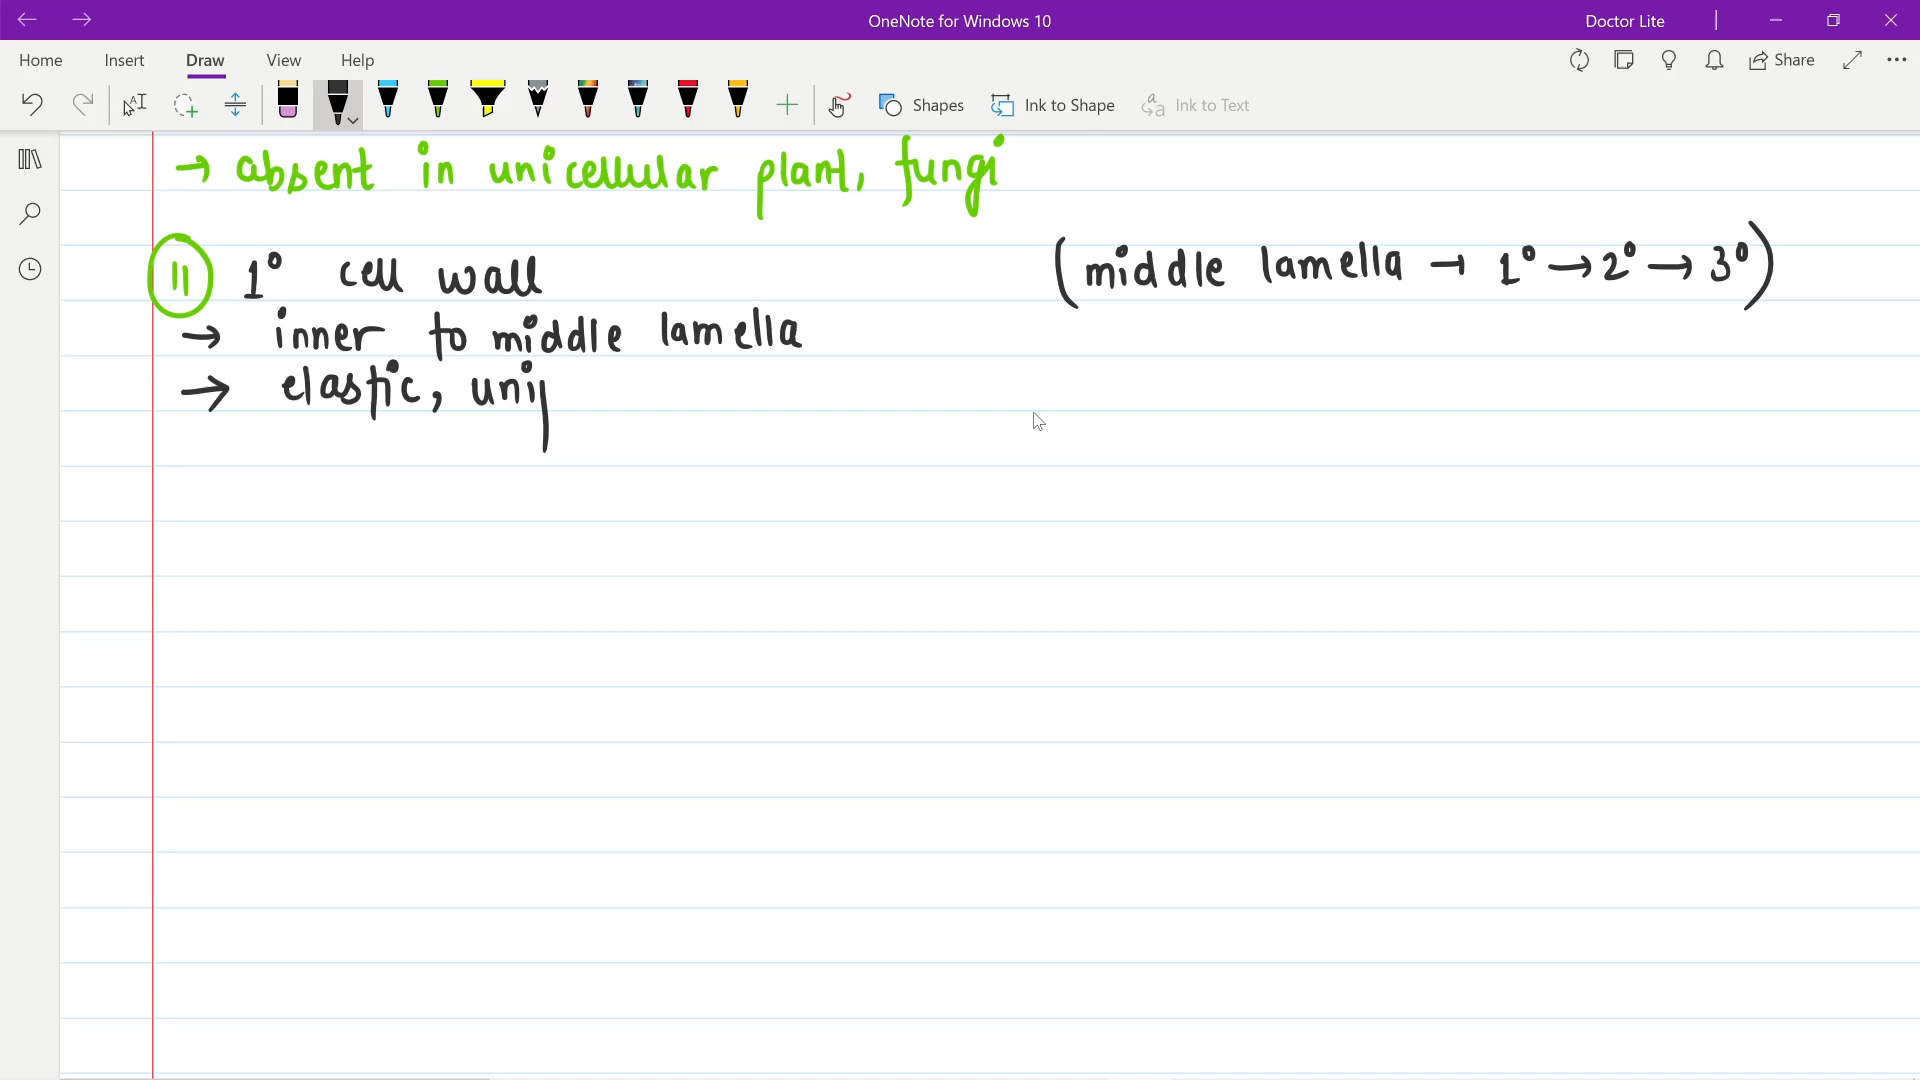 OneNote for Windows 10
Doctor Lite
Home Insert Draw View Help
Share
Shapes Ink to Shape Ink to Text
→ absent in unicellular plant, fungi
II 1° cell wall (middle lamella → 1° → 2° → 3°)
→ inner to middle lamella
→ elastic,